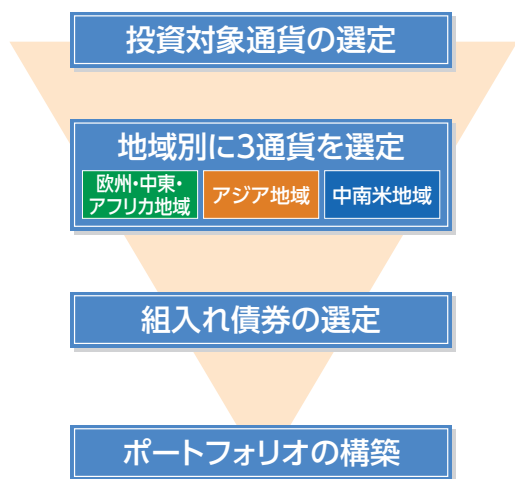 投資対象通貨の選定
地域別に3通貨を選定
欧州・中東・
アフリカ地域
アジア地域
中南米地域
組入れ債券の選定
ポートフォリオの構築